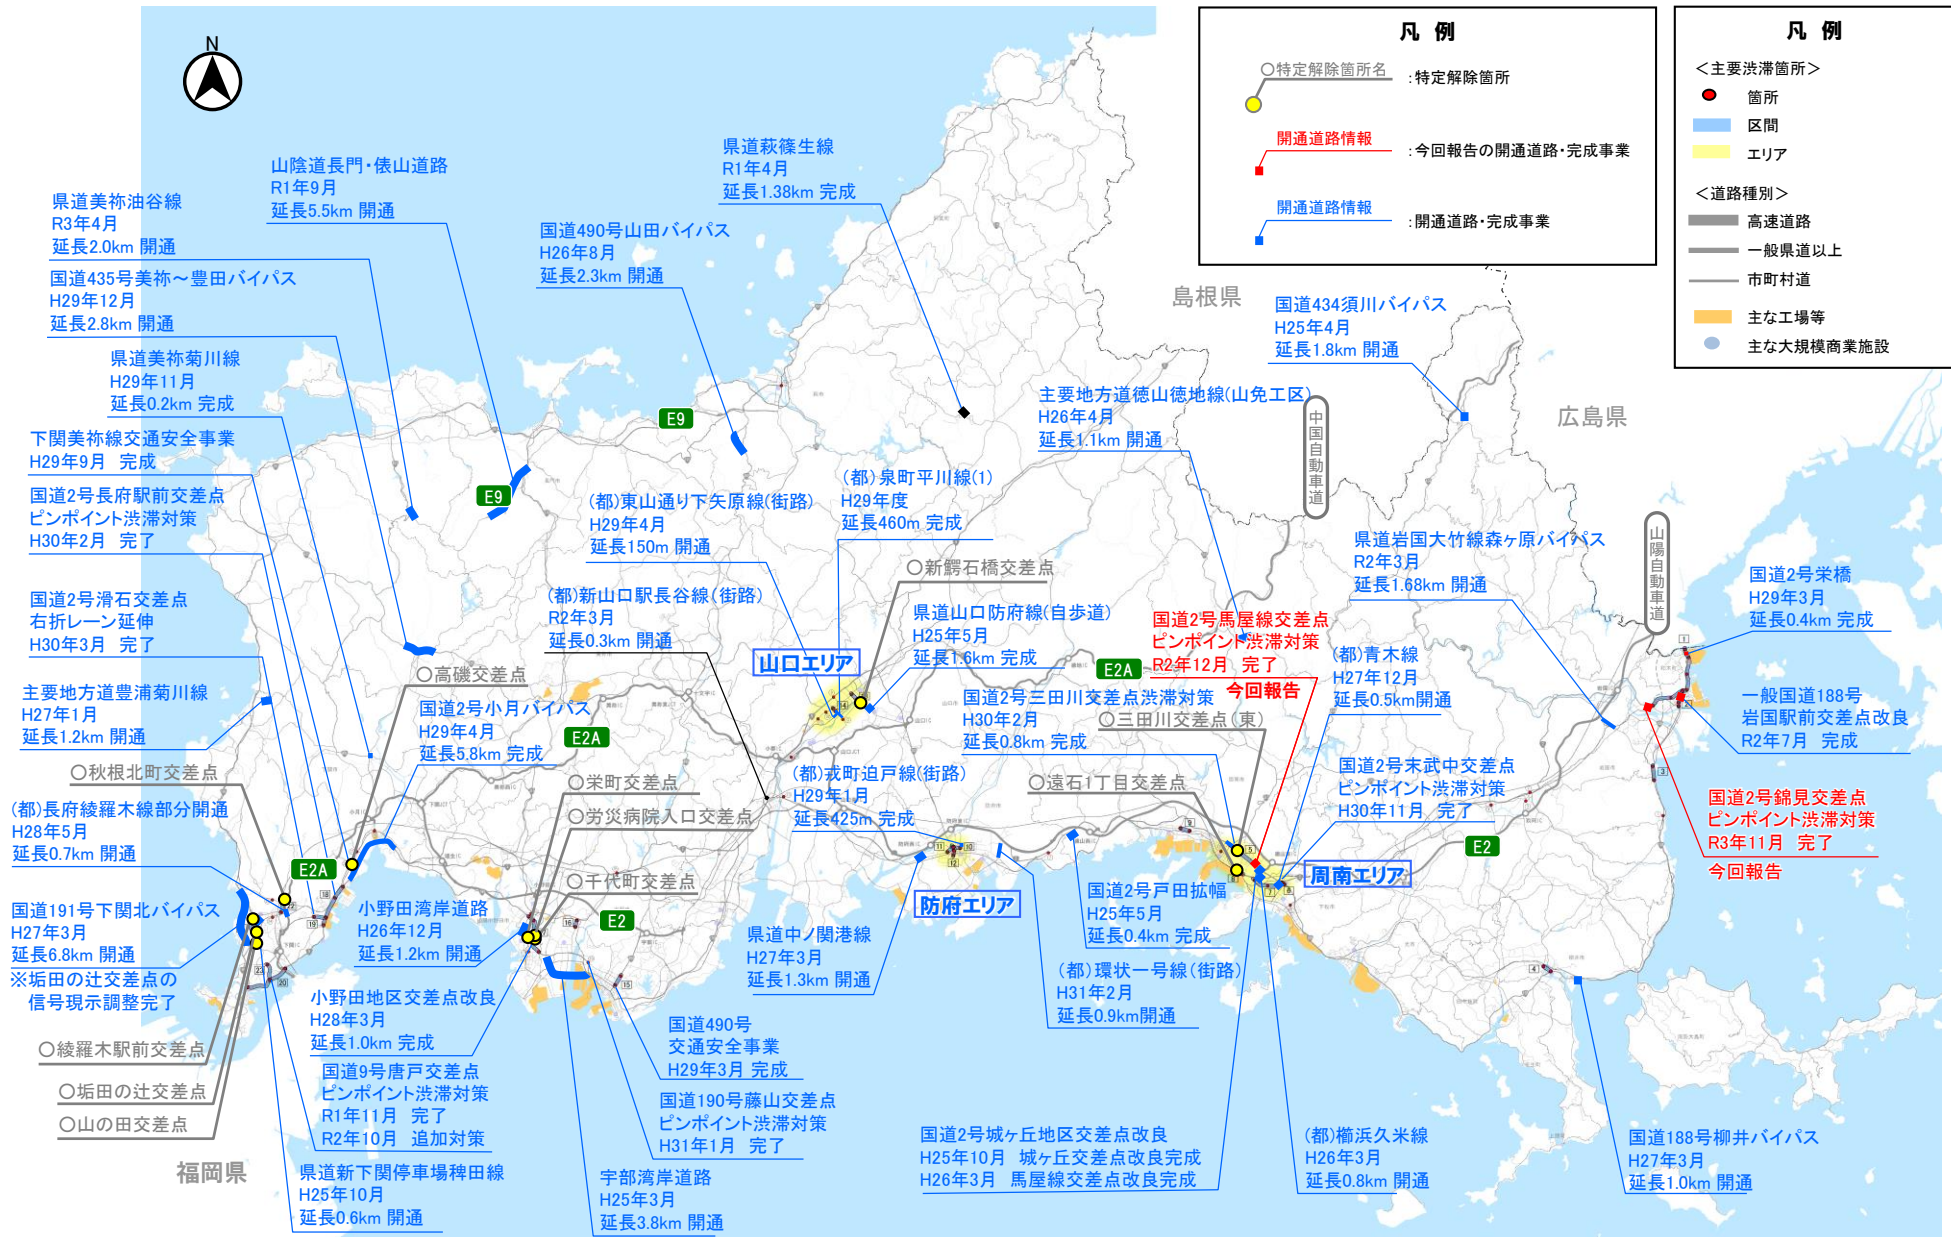 N
凡 例
○特定解除箇所名
：特定解除箇所
開通道路情報
：今回報告の開通道路・完成事業
開通道路情報
：開通道路・完成事業
凡 例
＜主要渋滞箇所＞
箇所
区間
エリア
＜道路種別＞
高速道路
一般県道以上
市町村道
主な工場等
主な大規模商業施設
県道萩篠生線
R1年4月
延長1.38km 完成
山陰道長門・俵山道路
R1年9月
延長5.5km 開通
県道美祢油谷線
R3年4月
延長2.0km 開通
国道490号山田バイパス
H26年8月
延長2.3km 開通
国道435号美祢～豊田バイパス
H29年12月
延長2.8km 開通
島根県
国道434須川バイパス
H25年4月
延長1.8km 開通
県道美祢菊川線
H29年11月
延長0.2km 完成
主要地方道徳山徳地線(山免工区)
H26年4月
延長1.1km 開通
中国自動車道
広島県
E9
下関美祢線交通安全事業
H29年9月 完成
E9
国道2号長府駅前交差点
ピンポイント渋滞対策
H30年2月 完了
(都)東山通り下矢原線(街路)
H29年4月
延長150m 開通
(都)泉町平川線(1)
H29年度
延長460m 完成
○新鰐石橋交差点
山陽自動車道
県道岩国大竹線森ヶ原バイパス
R2年3月
延長1.68km 開通
国道2号栄橋
H29年3月
延長0.4km 完成
国道2号滑石交差点
右折レーン延伸
H30年3月 完了
(都)新山口駅長谷線(街路)
R2年3月
延長0.3km 開通
県道山口防府線(自歩道)
H25年5月
延長1.6km 完成
国道2号馬屋線交差点
ピンポイント渋滞対策
R2年12月 完了
今回報告
(都)青木線
H27年12月
延長0.5km開通
山口エリア
E2A
○高磯交差点
主要地方道豊浦菊川線
H27年1月
延長1.2km 開通
国道2号小月バイパス
H29年4月
延長5.8km 完成
E2A
国道2号三田川交差点渋滞対策
H30年2月
延長0.8km 完成
○三田川交差点(東)
一般国道188号
岩国駅前交差点改良
R2年7月 完成
○秋根北町交差点
○栄町交差点
(都)戎町迫戸線(街路)
H29年1月
延長425m 完成
○遠石1丁目交差点
国道2号末武中交差点
ピンポイント渋滞対策
H30年11月 完了
国道2号錦見交差点
ピンポイント渋滞対策
R3年11月 完了
今回報告
(都)長府綾羅木線部分開通
H28年5月
延長0.7km 開通
○労災病院入口交差点
E2A
E2
○千代町交差点
周南エリア
国道191号下関北バイパス
H27年3月
延長6.8km 開通
※垢田の辻交差点の
信号現示調整完了
小野田湾岸道路
H26年12月
延長1.2km 開通
E2
防府エリア
国道2号戸田拡幅
H25年5月
延長0.4km 完成
県道中ノ関港線
H27年3月
延長1.3km 開通
(都)環状一号線(街路)
H31年2月
延長0.9km開通
小野田地区交差点改良
H28年3月
延長1.0km 完成
国道490号
交通安全事業
H29年3月 完成
○綾羅木駅前交差点
国道9号唐戸交差点
ピンポイント渋滞対策
R1年11月 完了
R2年10月 追加対策
○垢田の辻交差点
○山の田交差点
国道190号藤山交差点
ピンポイント渋滞対策
H31年1月 完了
国道2号城ヶ丘地区交差点改良
H25年10月 城ヶ丘交差点改良完成
H26年3月 馬屋線交差点改良完成
(都)櫛浜久米線
H26年3月
延長0.8km 開通
国道188号柳井バイパス
H27年3月
延長1.0km 開通
福岡県
県道新下関停車場稗田線
H25年10月
延長0.6km 開通
宇部湾岸道路
H25年3月
延長3.8km 開通